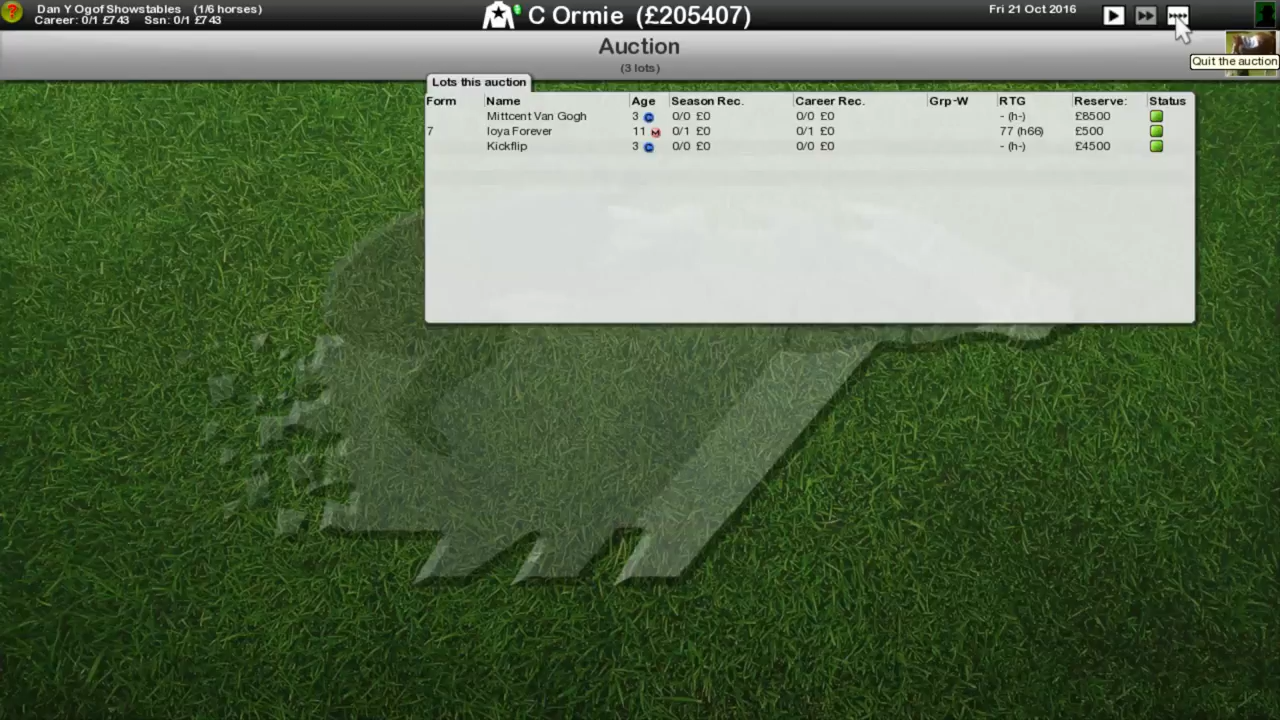 Dan Y Ogof Showstables (1/6 horses)
Career: 0/1 £743 Ssn: 0/1 £743
C Ormie (£205407)
Fri 21 Oct 2016
Auction
(3 lots)
Quit the auction
Lots this auction
Form Name Age Season Rec. Career Rec. Grp-W RTG Reserve: Status
Mittcent Van Gogh 3 0/0 £0 0/0 £0 - (h-) £8500
7 Ioya Forever 11 0/1 £0 0/1 £0 77 (h66) £500
Kickflip 3 0/0 £0 0/0 £0 - (h-) £4500